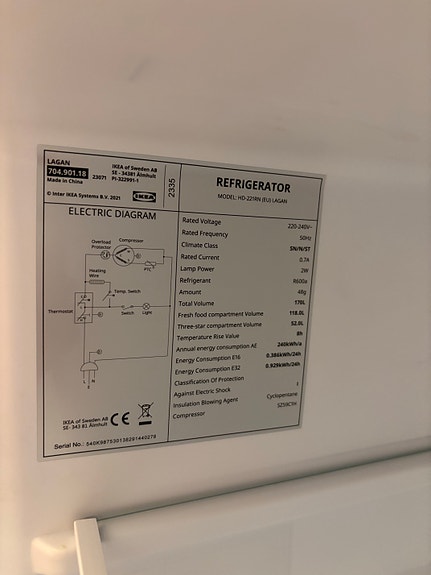 LAGAN
704.901.18
23071
Made in China
IKEA of Sweden AB
SE - 34381 Älmhult
PI-322991-1
© Inter IKEA Systems B.V. 2021
IKEA
2335
REFRIGERATOR
MODEL: HD-221RN (EU) LAGAN
ELECTRIC DIAGRAM
Overload
Protector
Compressor
PTC
Heating
Wire
Temp. Switch
Thermostat
Switch
Light
L
N
E
Rated Voltage 220-240V~
Rated Frequency 50Hz
Climate Class SN/N/ST
Rated Current 0.7A
Lamp Power 2W
Refrigerant R600a
Amount 48g
Total Volume 170L
Fresh food compartment Volume 118.0L
Three-star compartment Volume 52.0L
Temperature Rise Value 8h
Annual energy consumption AE 240kWh/a
Energy Consumption E16 0.386kWh/24h
Energy Consumption E32 0.929kWh/24h
Classification Of Protection
Against Electric Shock I
Insulation Blowing Agent Cyclopentane
Compressor
IKEA of Sweden AB
SE- 343 81 Älmhult
CE
Serial No.: